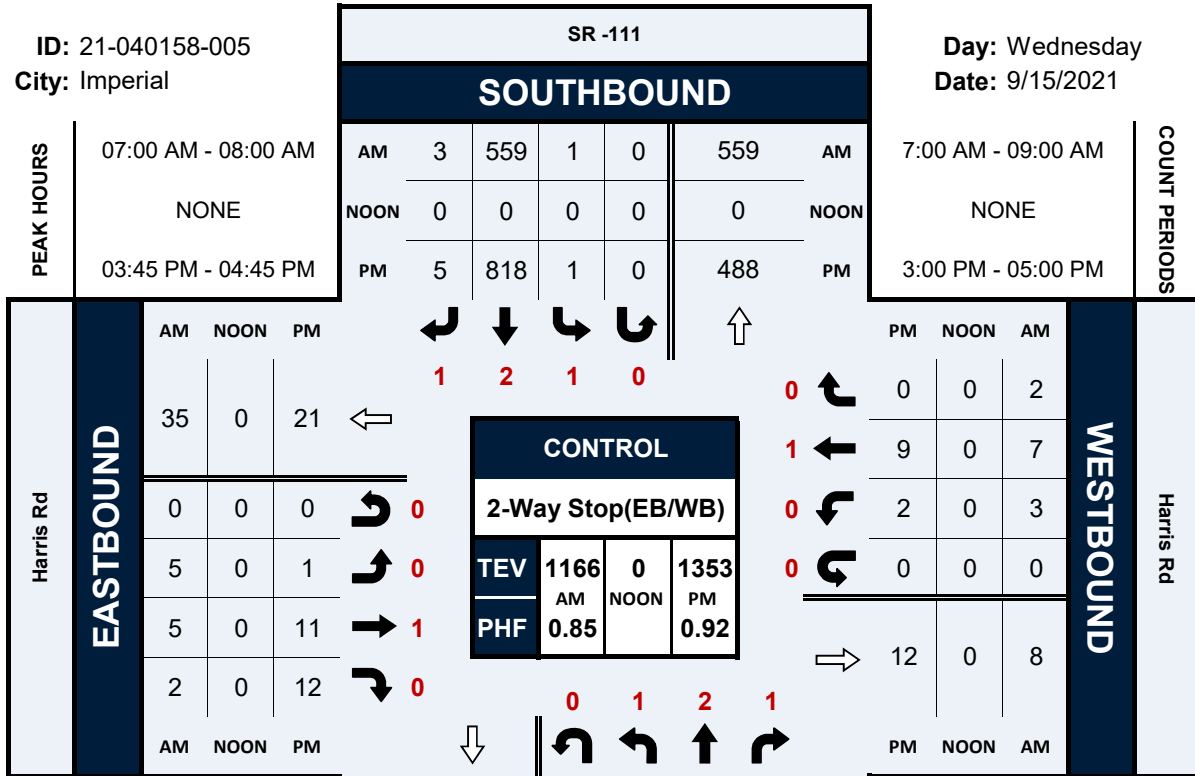 SR -111
ID: 21-040158-005
Day: Wednesday
City: Imperial
Date: 9/15/2021
SOUTHBOUND
PEAK HOURS
07:00 AM - 08:00 AM
NONE
03:45 PM - 04:45 PM
AM 3 559 1 0 559 AM
NOON 0 0 0 0 0 NOON
PM 5 818 1 0 488 PM
7:00 AM - 09:00 AM
NONE
3:00 PM - 05:00 PM
COUNT PERIODS
1 2 1 0
Harris Rd
EASTBOUND
AM NOON PM
35 0 21
0 0 0 0
5 0 1 0
5 0 11 1
2 0 12 0
AM NOON PM
CONTROL
2-Way Stop(EB/WB)
TEV 1166 0 1353
AM NOON PM
PHF 0.85 0.92
PM NOON AM
0 0 0 2
1 9 0 7
0 2 0 3
0 0 0 0
12 0 8
PM NOON AM
WESTBOUND
Harris Rd
0 1 2 1